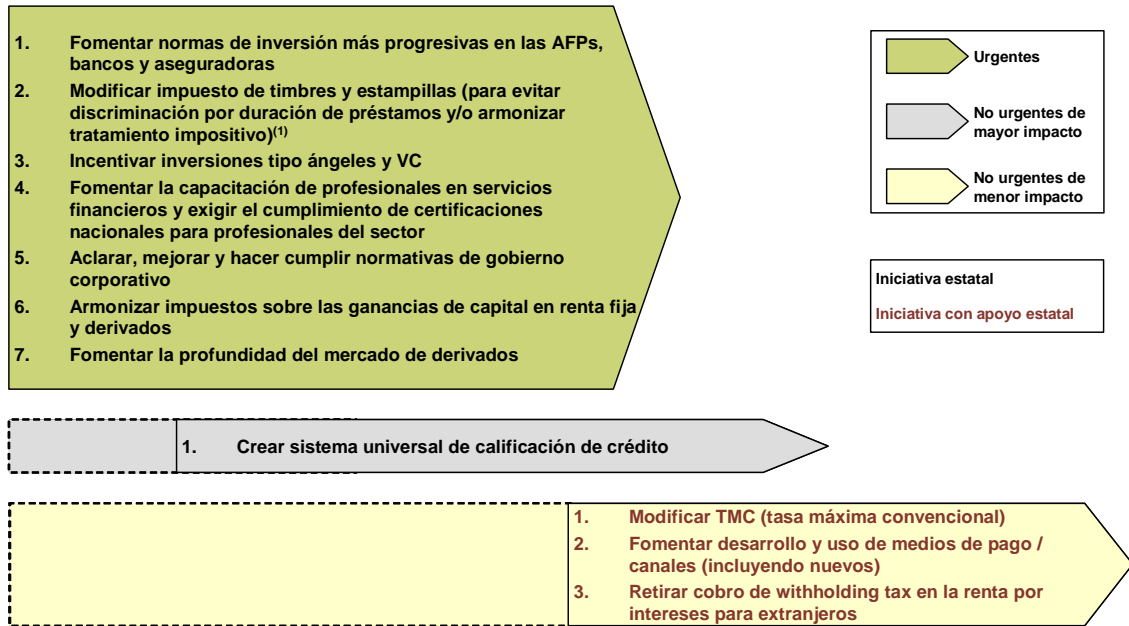 1. Fomentar normas de inversión más progresivas en las AFPs,
bancos y aseguradoras
2. Modificar impuesto de timbres y estampillas (para evitar
discriminación por duración de préstamos y/o armonizar
tratamiento impositivo)(1)
3. Incentivar inversiones tipo ángeles y VC
4. Fomentar la capacitación de profesionales en servicios
financieros y exigir el cumplimiento de certificaciones
nacionales para profesionales del sector
5. Aclarar, mejorar y hacer cumplir normativas de gobierno
corporativo
6. Armonizar impuestos sobre las ganancias de capital en renta fija
y derivados
7. Fomentar la profundidad del mercado de derivados
Urgentes
No urgentes de
mayor impacto
No urgentes de
menor impacto
Iniciativa estatal
Iniciativa con apoyo estatal
1. Crear sistema universal de calificación de crédito
1. Modificar TMC (tasa máxima convencional)
2. Fomentar desarrollo y uso de medios de pago /
canales (incluyendo nuevos)
3. Retirar cobro de withholding tax en la renta por
intereses para extranjeros